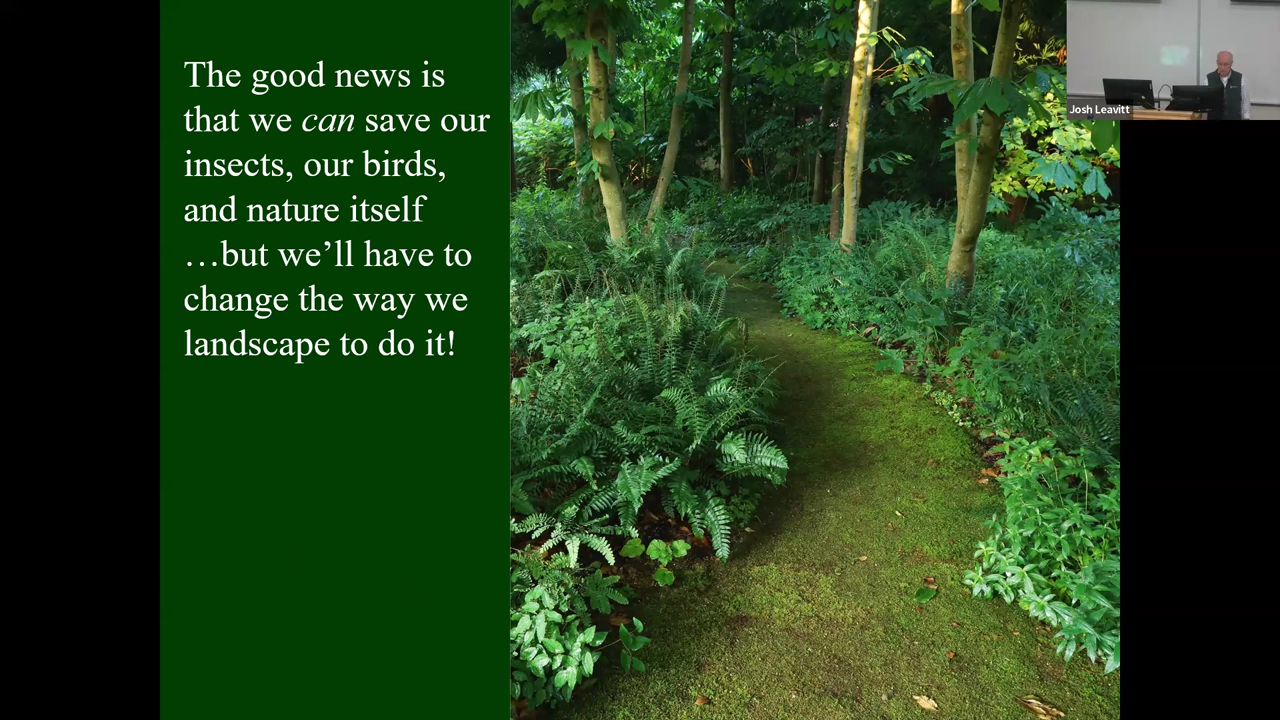 The good news is
that we can save our
insects, our birds,
and nature itself
…but we’ll have to
change the way we
landscape to do it!
Josh Leavitt